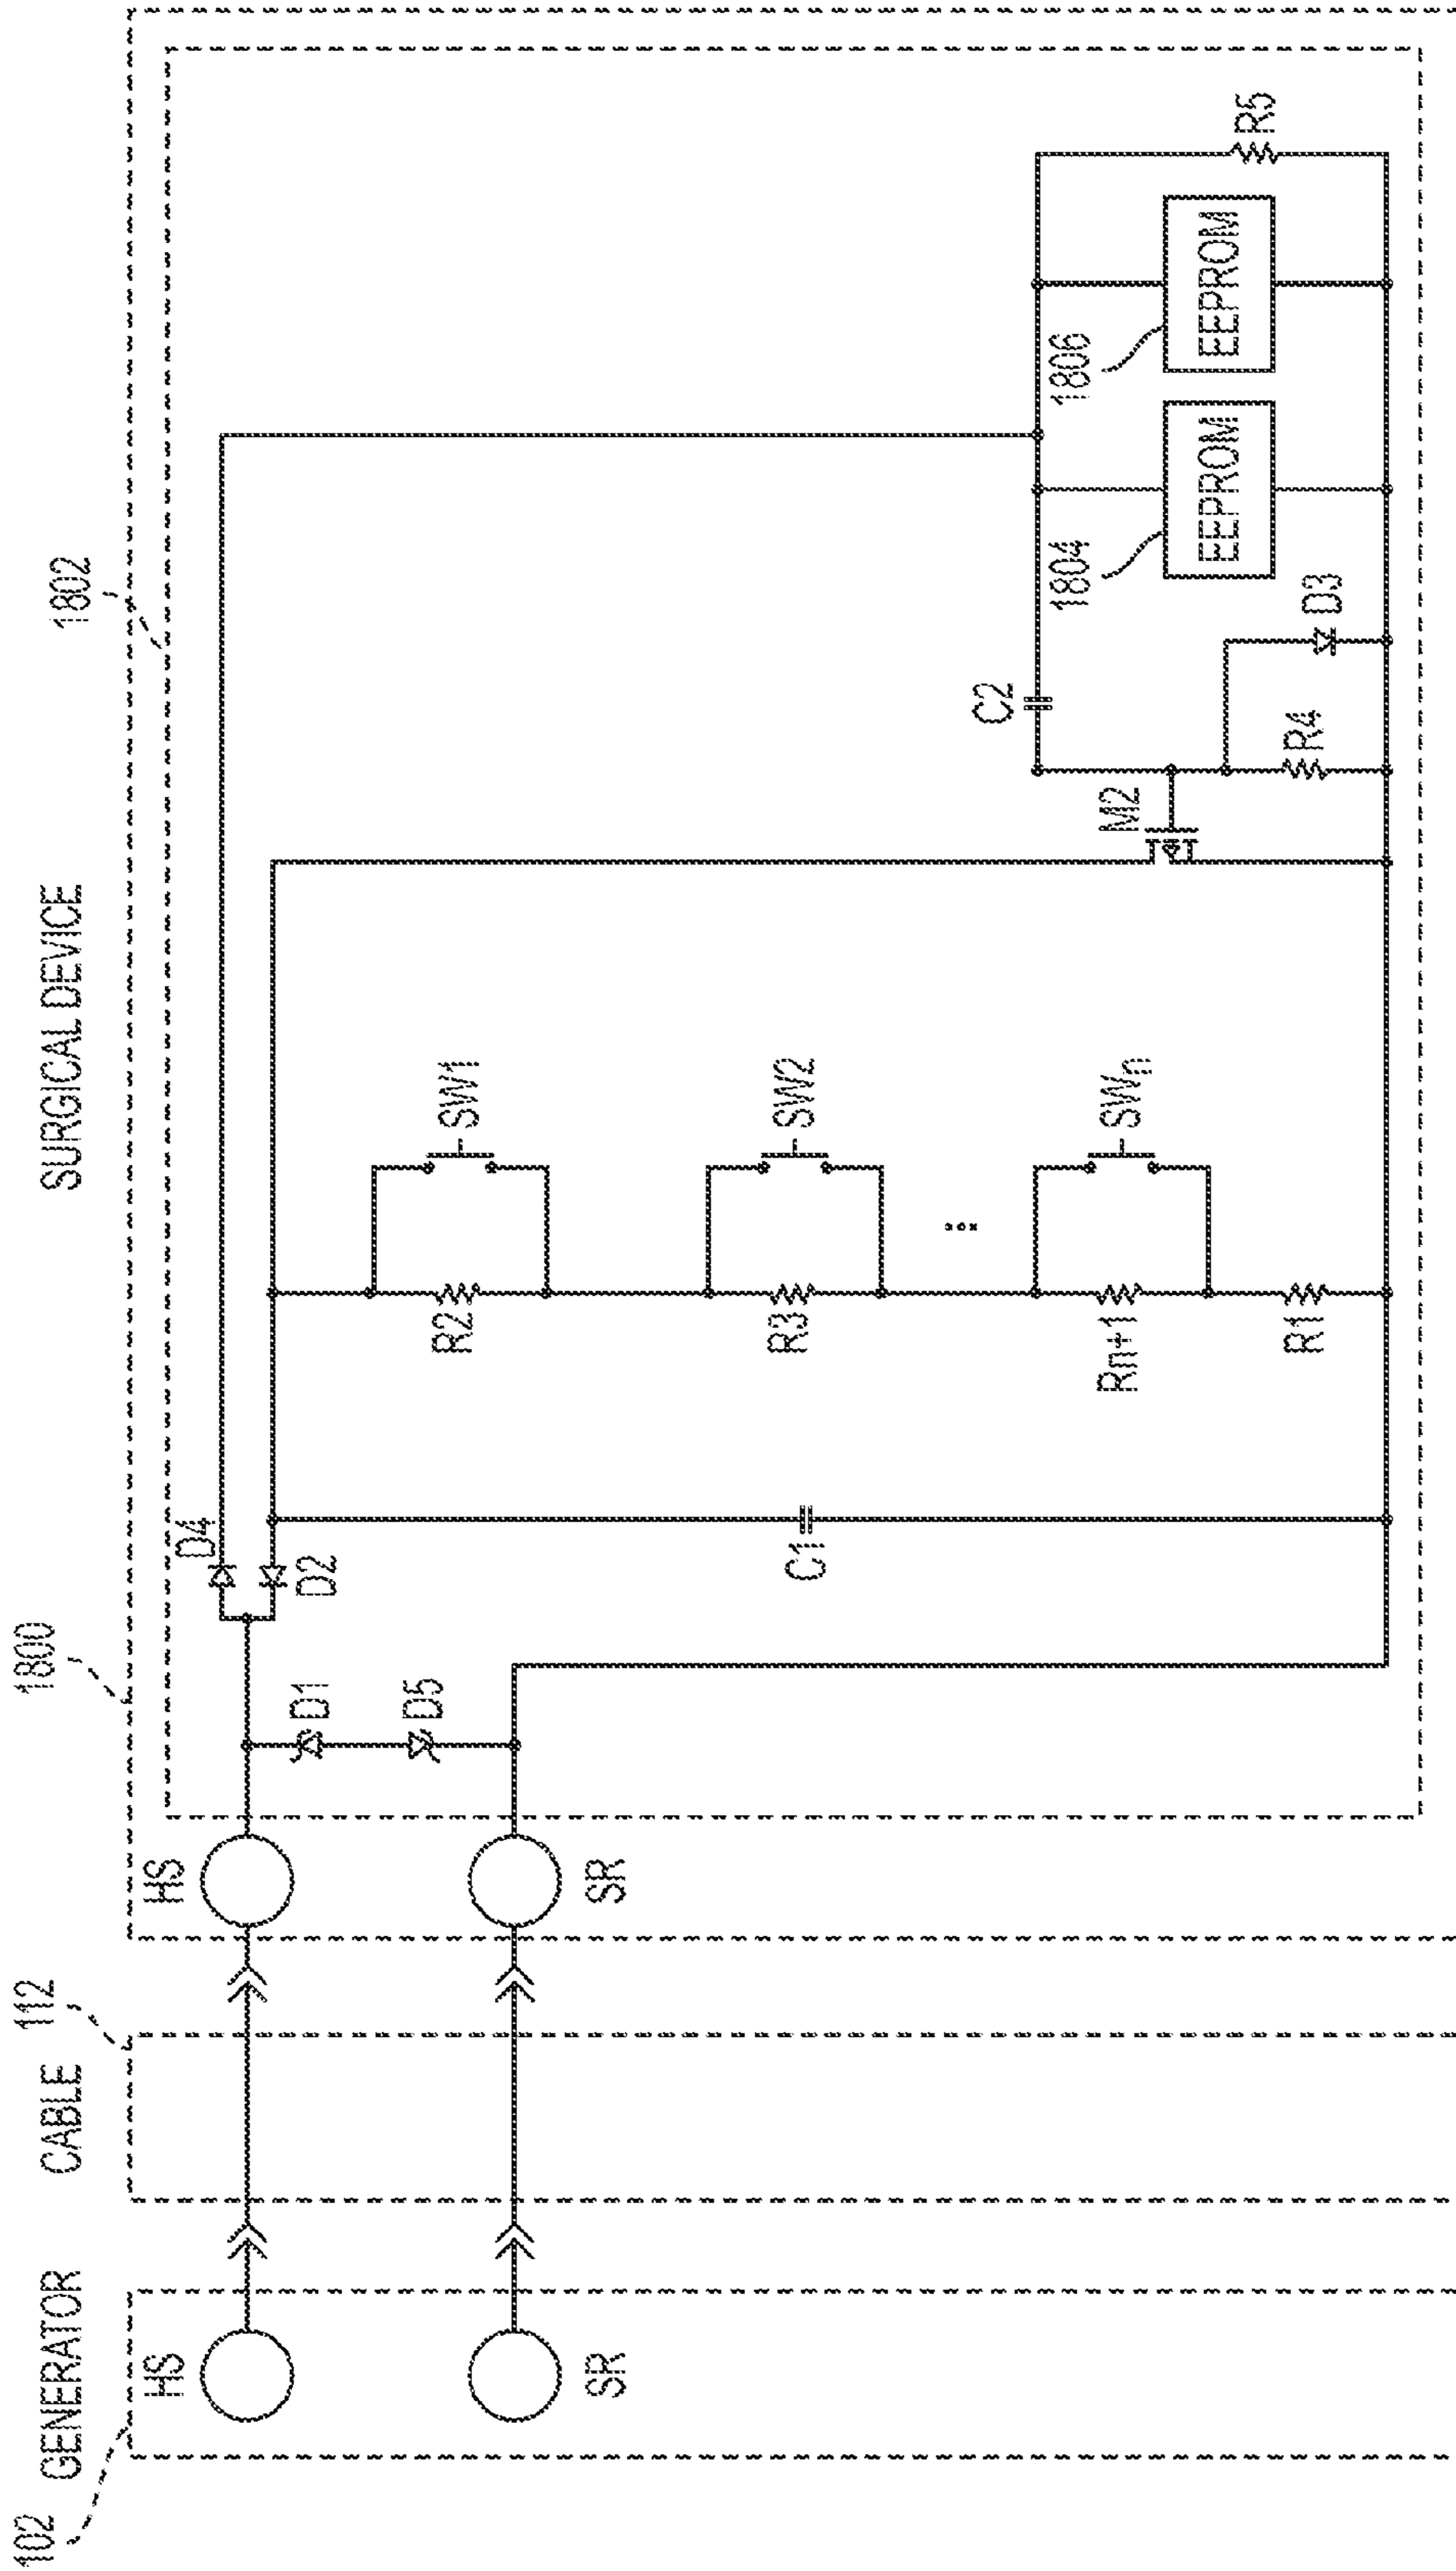 102
GENERATOR
HS
SR
CABLE
112
HS
SR
1800
SURGICAL DEVICE
1802
D1
D5
D4
D2
C1
R2
SW1
R3
SW2
...
Rn+1
SWn
R1
M2
C2
R4
D3
1804
EEPROM
1806
EEPROM
R5